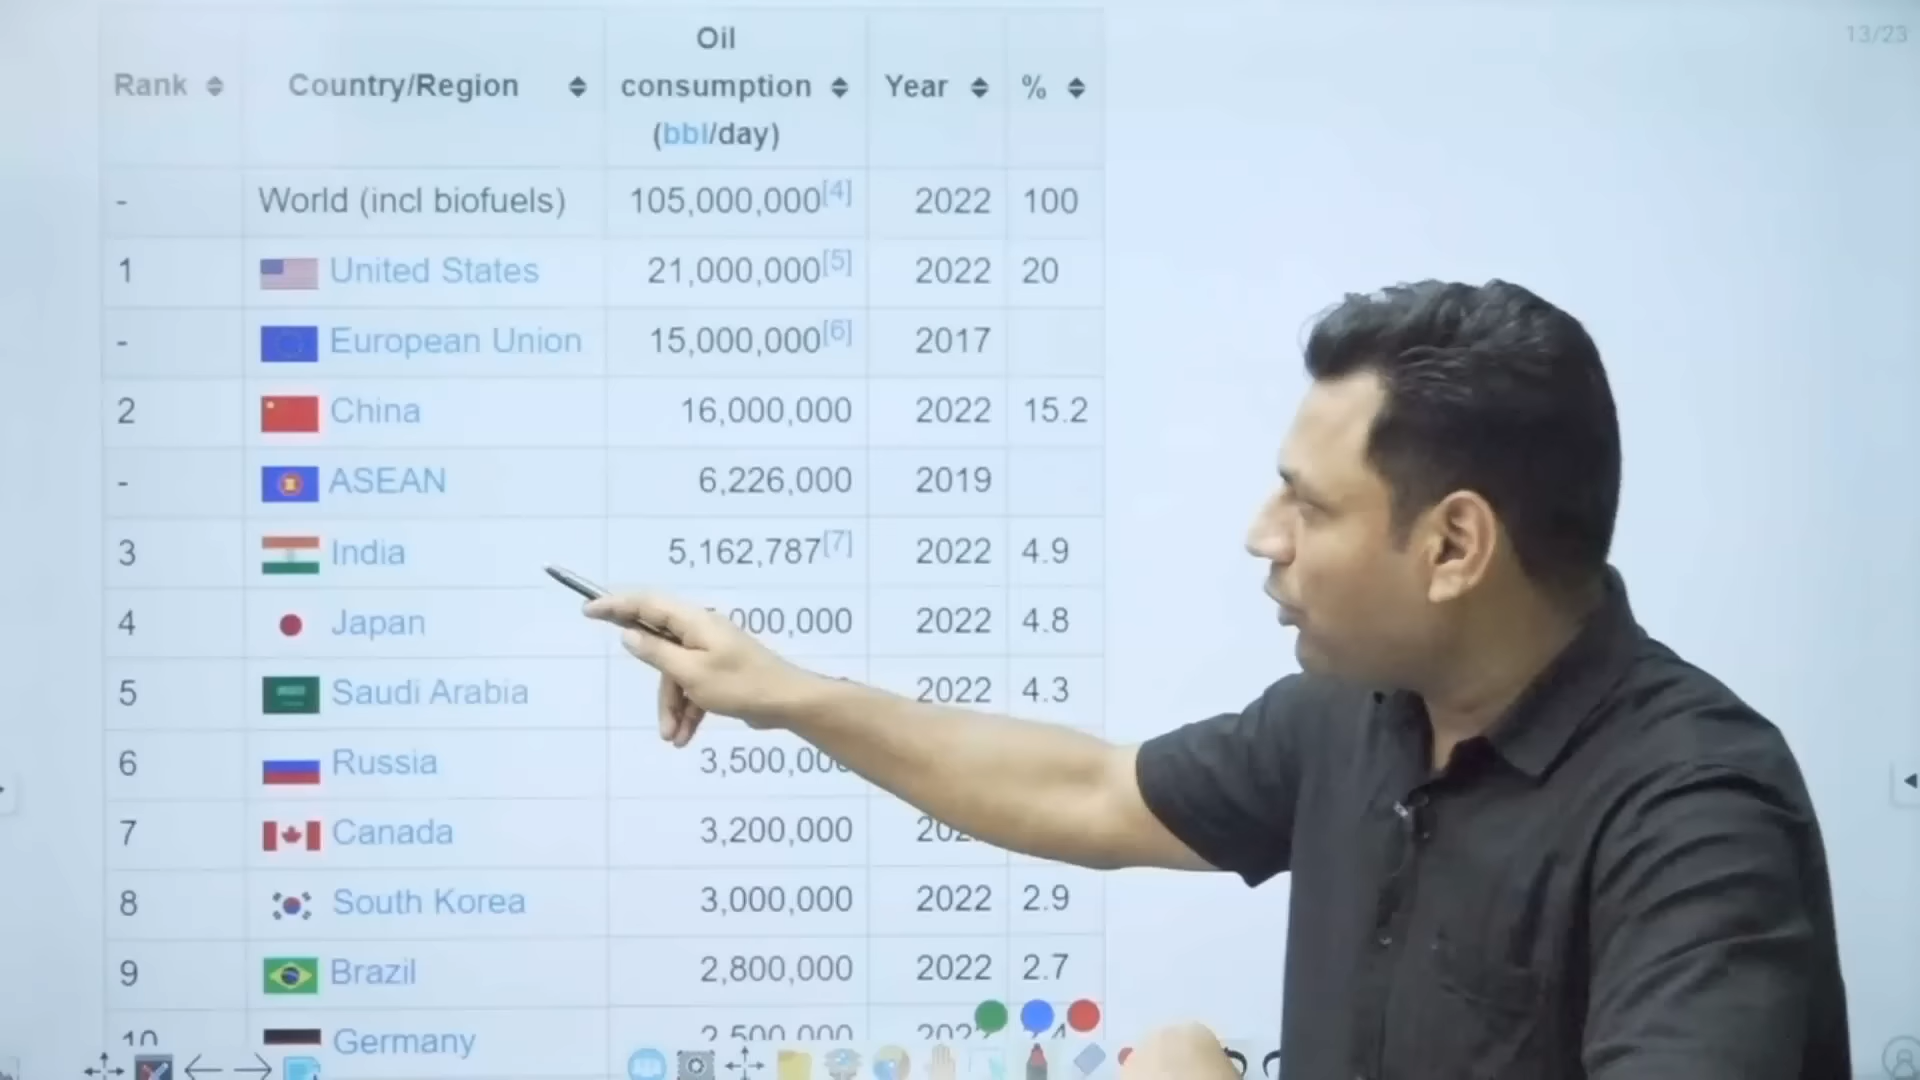 13/23
Rank Country/Region Oil consumption (bbl/day) Year %
- World (incl biofuels) 105,000,000[4] 2022 100
1 United States 21,000,000[5] 2022 20
- European Union 15,000,000[6] 2017
2 China 16,000,000 2022 15.2
- ASEAN 6,226,000 2019
3 India 5,162,787[7] 2022 4.9
4 Japan 2022 4.8
5 Saudi Arabia 2022 4.3
6 Russia
7 Canada 3,200,000
8 South Korea 3,000,000 2022 2.9
9 Brazil 2,800,000 2022 2.7
10 Germany 2,500,000